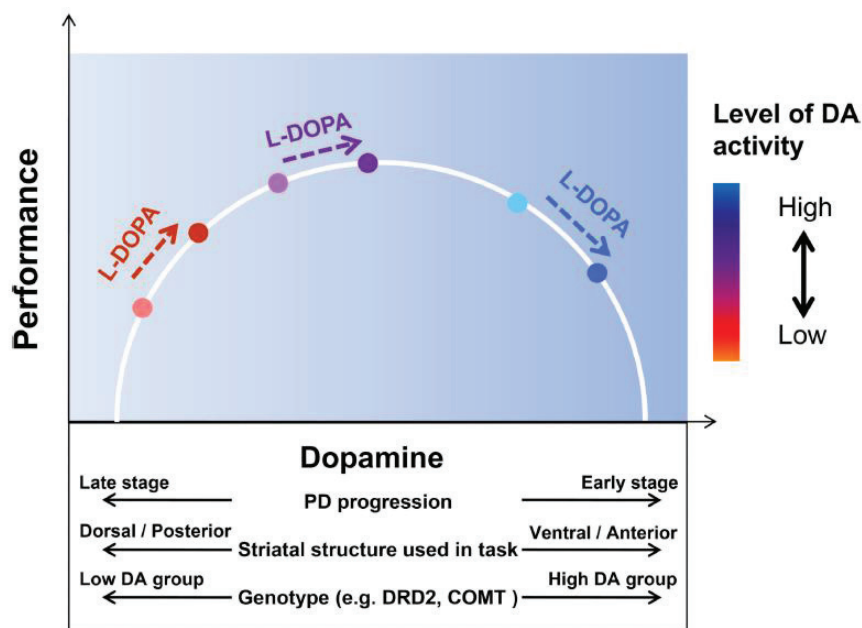 Performance
L-DOPA
L-DOPA
L-DOPA
Level of DA
activity
High
Low
Dopamine
Late stage
PD progression
Early stage
Dorsal / Posterior
Striatal structure used in task
Ventral / Anterior
Low DA group
Genotype (e.g. DRD2, COMT )
High DA group